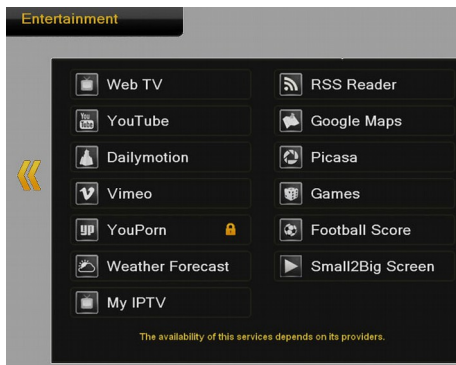 Entertainment
Web TV
RSS Reader
YouTube
Google Maps
Dailymotion
Picasa
Vimeo
Games
YouPorn
Football Score
Weather Forecast
Small2Big Screen
My IPTV
The availability of this services depends on its providers.